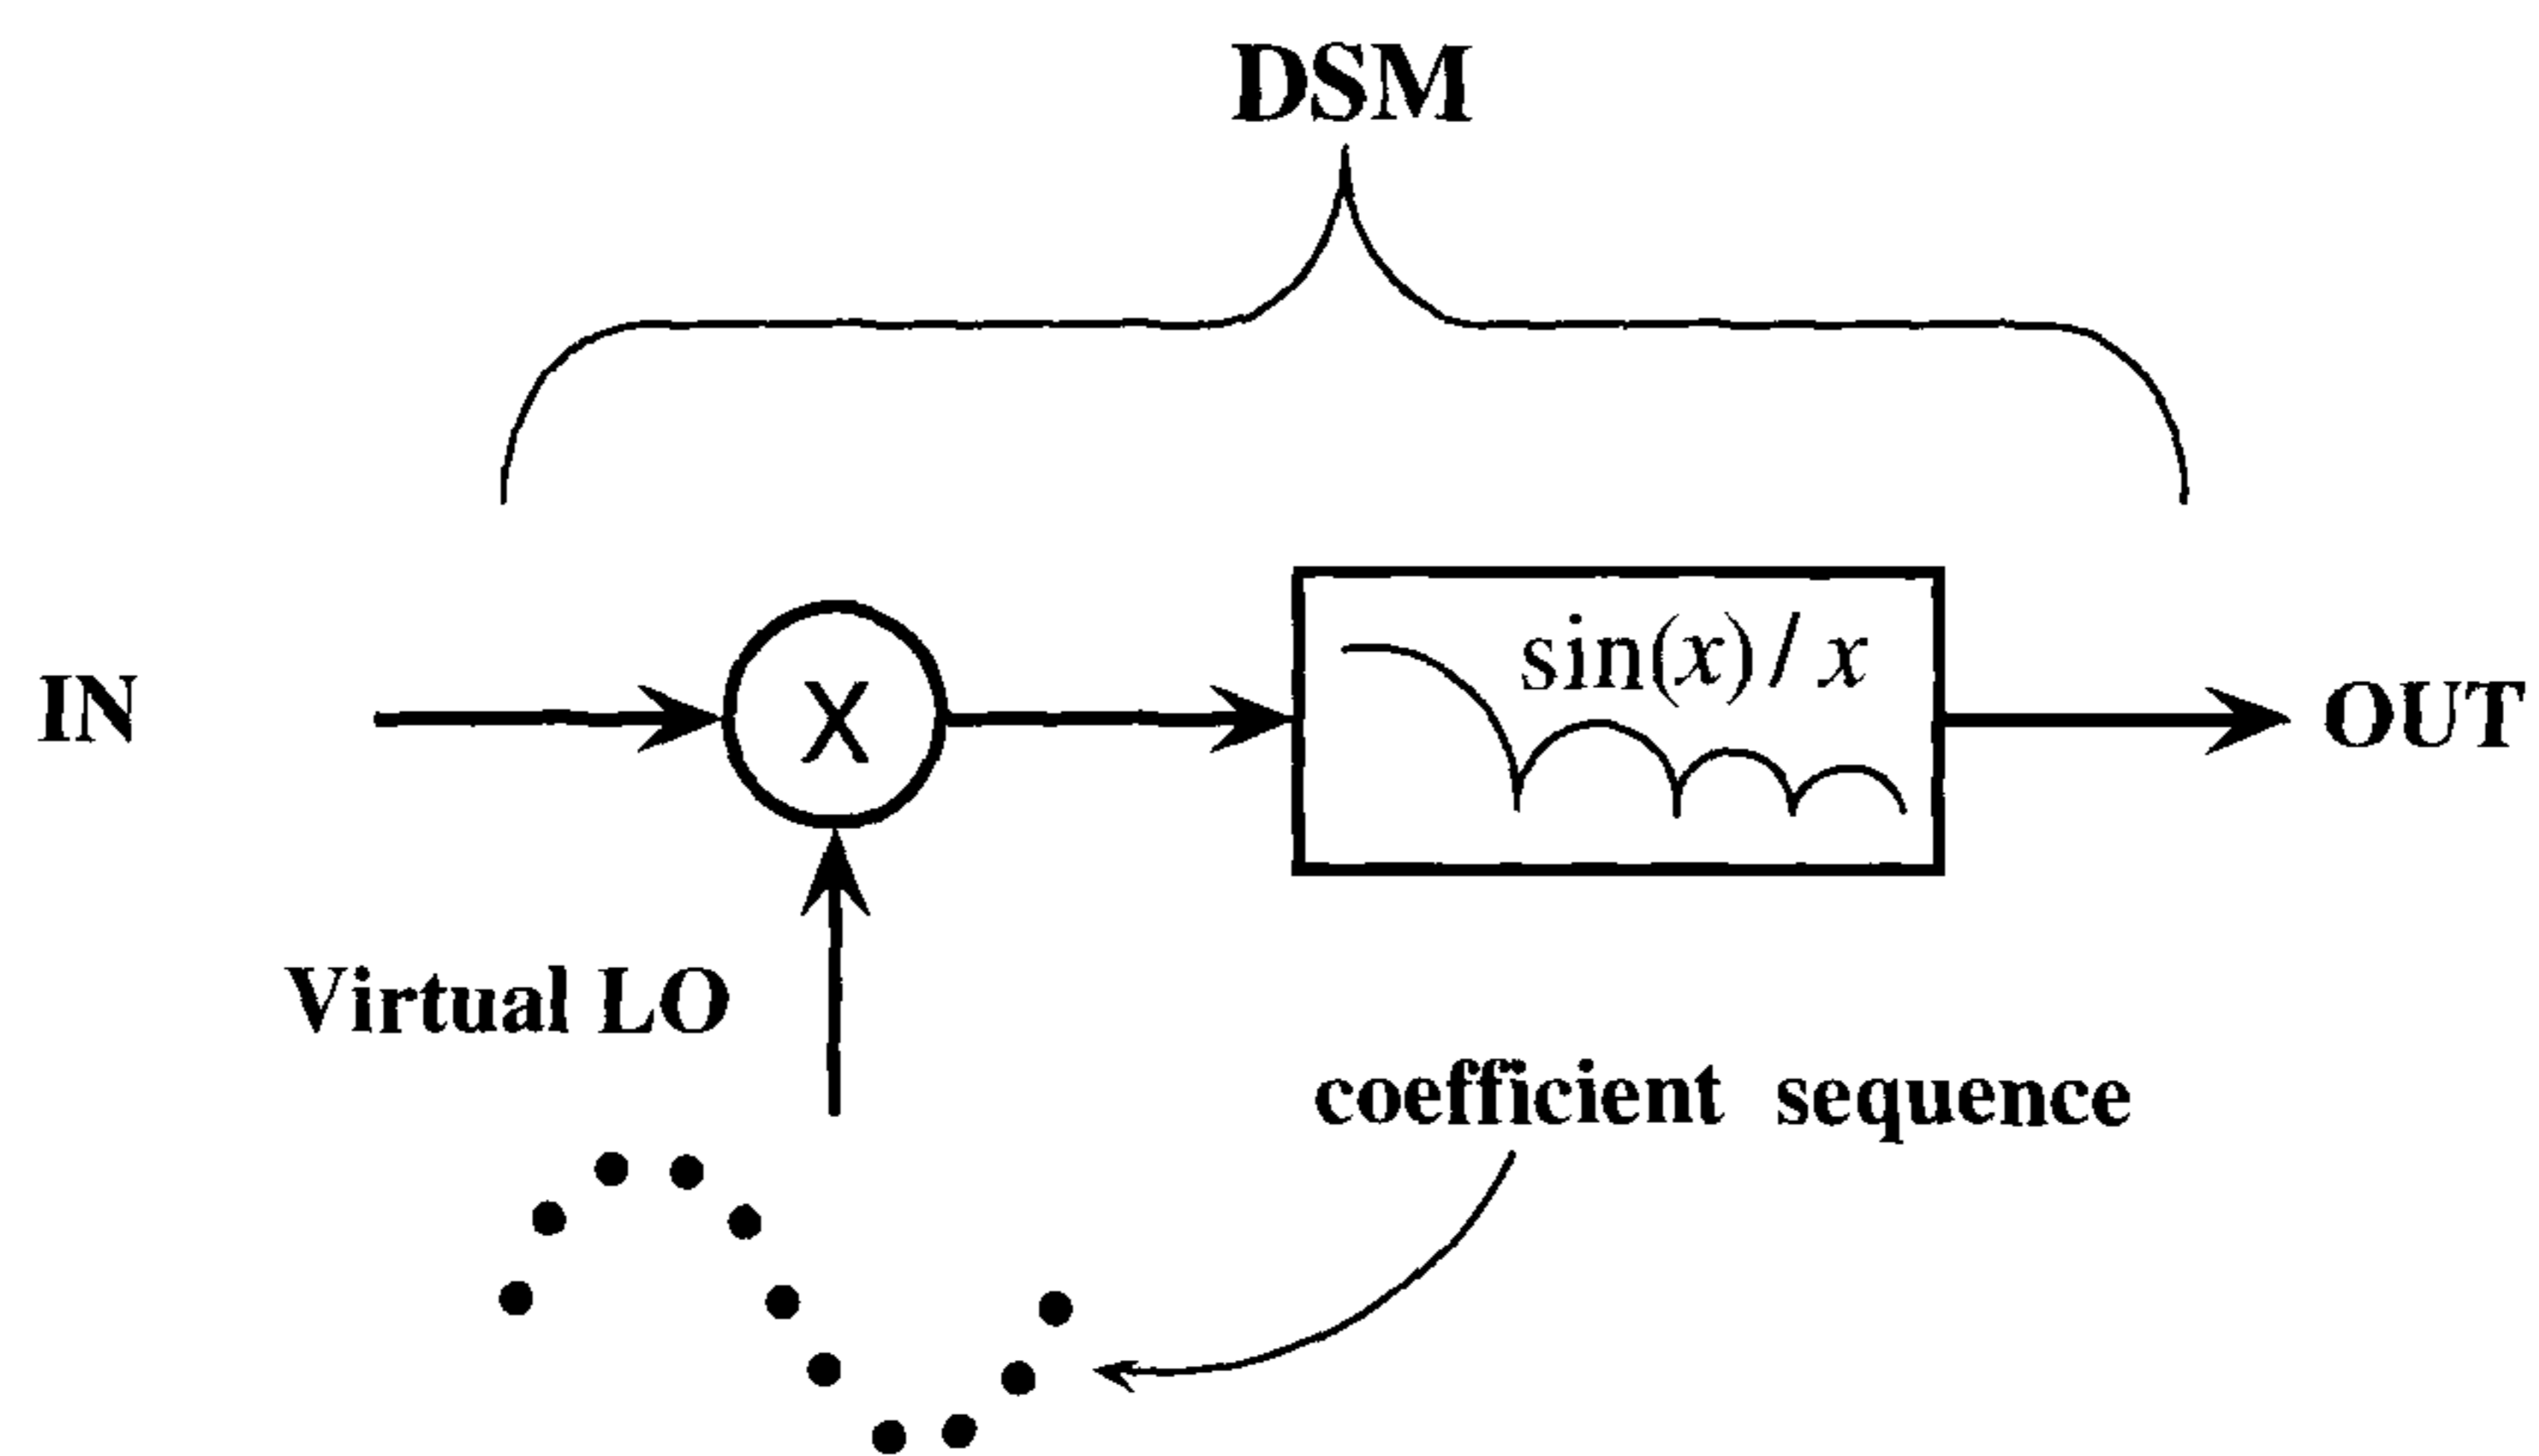 DSM
sin(x)/x
IN
X
OUT
Virtual LO
coefficient sequence